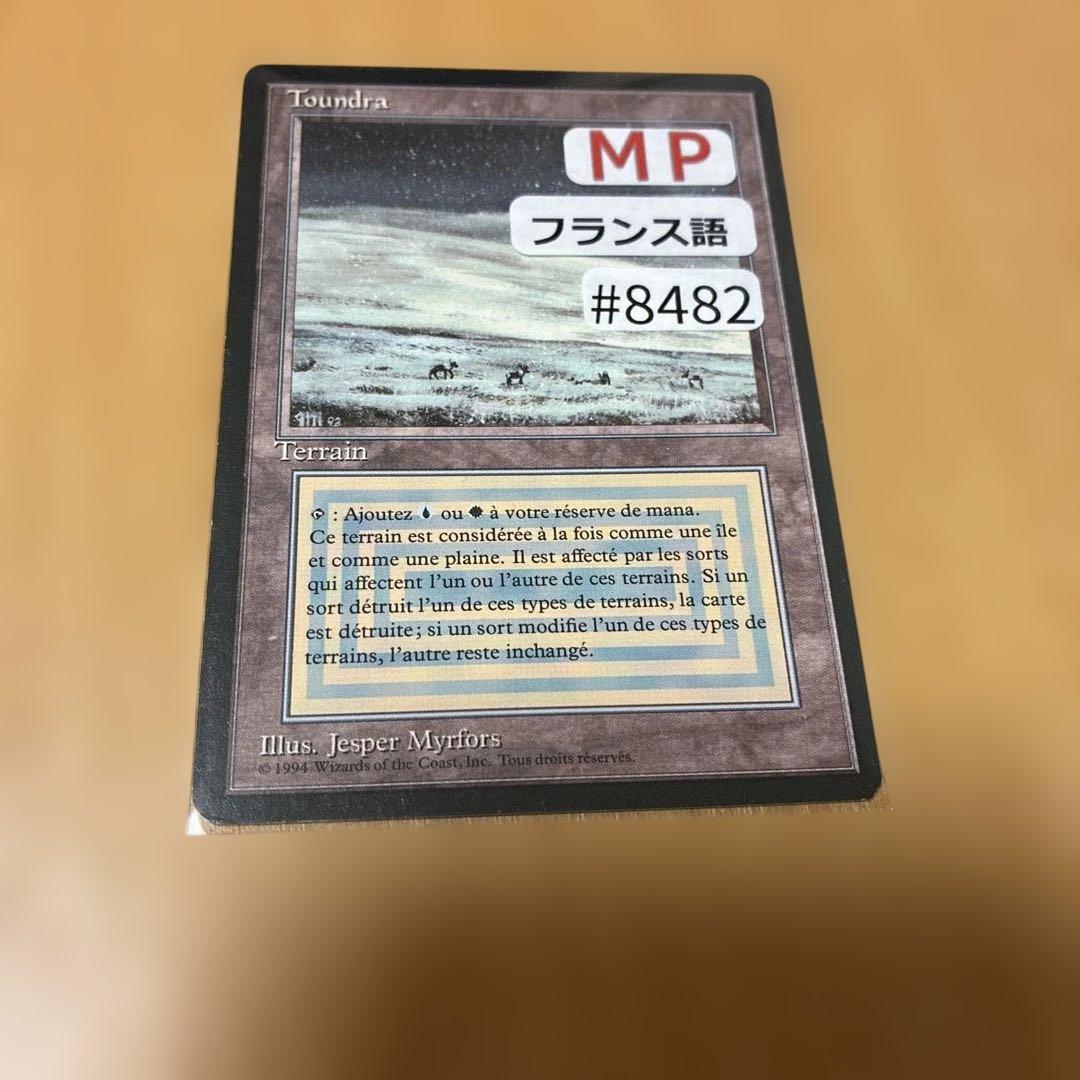 Toundra
MP
フランス語
#8482
Terrain
: Ajoutez ou à votre réserve de mana.
Ce terrain est considérée à la fois comme une île
et comme une plaine. Il est affecté par les sorts
qui affectent l'un ou l'autre de ces terrains. Si un
sort détruit l'un de ces types de terrains, la carte
est détruite; si un sort modifie l'un de ces types de
terrains, l'autre reste inchangé.
Illus. Jesper Myrfors
© 1994 Wizards of the Coast, Inc. Tous droits réservés.